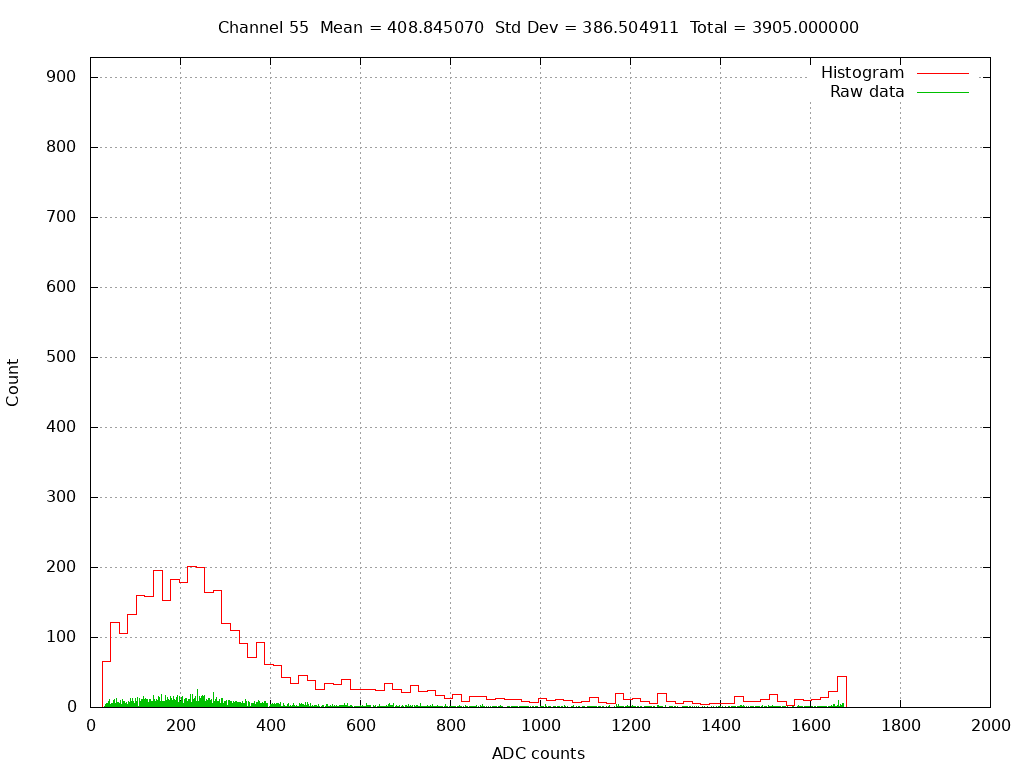 Channel 55  Mean = 408.845070  Std Dev = 386.504911  Total = 3905.000000
Histogram
Raw data
900
800
700
600
500
400
300
200
100
0
Count
0 200 400 600 800 1000 1200 1400 1600 1800 2000
ADC counts